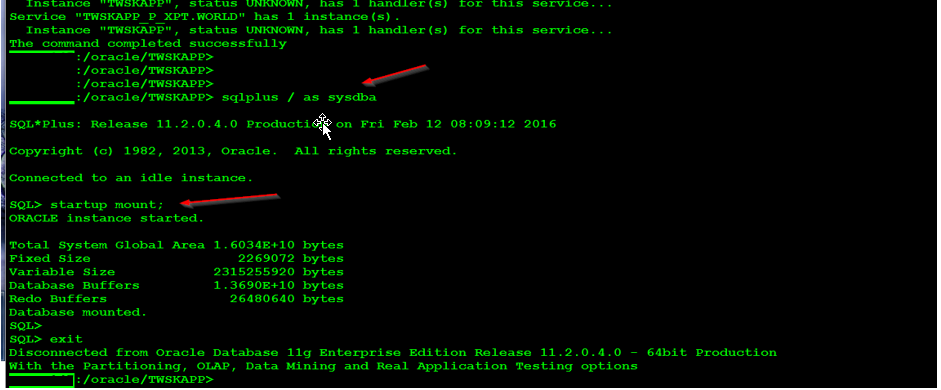 Instance "TWSKAPP", status UNKNOWN, has 1 handler(s) for this service...
Service "TWSKAPP_P_XPT.WORLD" has 1 instance(s).
Instance "TWSKAPP", status UNKNOWN, has 1 handler(s) for this service...
The command completed successfully
:/oracle/TWSKAPP>
:/oracle/TWSKAPP>
:/oracle/TWSKAPP>
:/oracle/TWSKAPP> sqlplus / as sysdba
SQL*Plus: Release 11.2.0.4.0 Production on Fri Feb 12 08:09:12 2016
Copyright (c) 1982, 2013, Oracle.  All rights reserved.
Connected to an idle instance.
SQL> startup mount;
ORACLE instance started.
Total System Global Area 1.6034E+10 bytes
Fixed Size 2269072 bytes
Variable Size 2315255920 bytes
Database Buffers 1.3690E+10 bytes
Redo Buffers 26480640 bytes
Database mounted.
SQL>
SQL> exit
Disconnected from Oracle Database 11g Enterprise Edition Release 11.2.0.4.0 - 64bit Production
With the Partitioning, OLAP, Data Mining and Real Application Testing options
:/oracle/TWSKAPP>